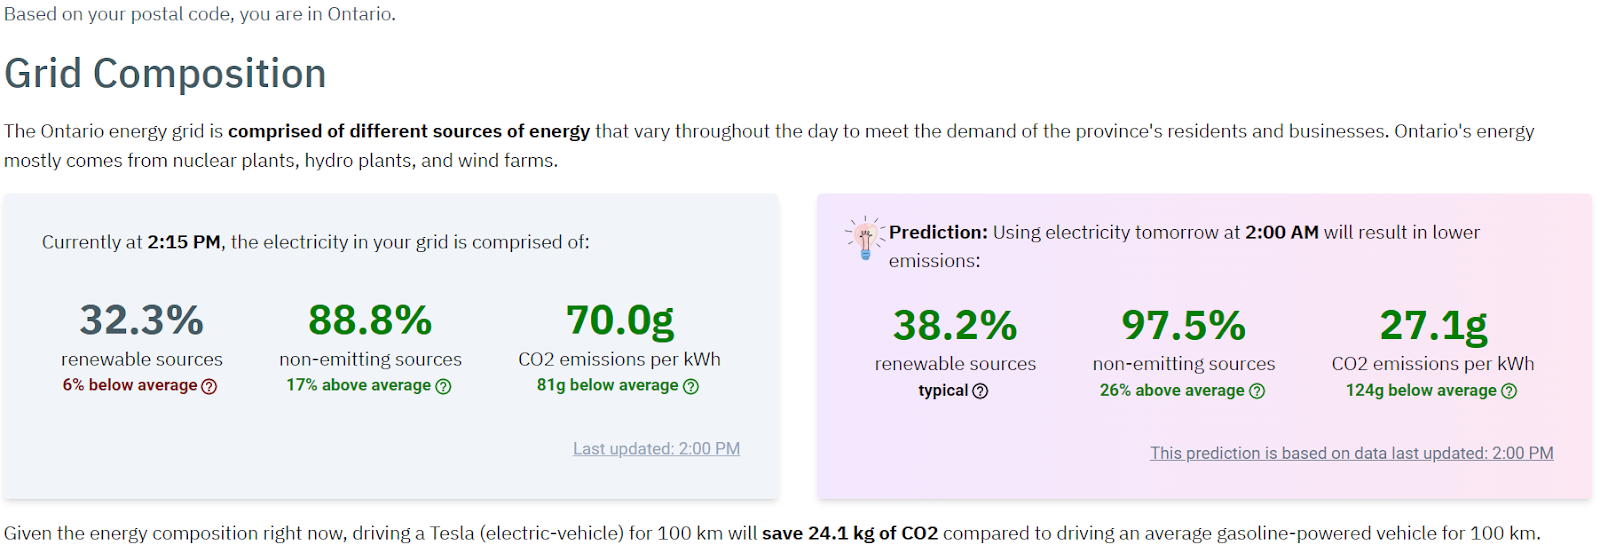 Based on your postal code, you are in Ontario.
Grid Composition
The Ontario energy grid is comprised of different sources of energy that vary throughout the day to meet the demand of the province's residents and businesses. Ontario's energy
mostly comes from nuclear plants, hydro plants, and wind farms.
Currently at 2:15 PM, the electricity in your grid is comprised of:
32.3% 88.8% 70.0g
renewable sources non-emitting sources CO2 emissions per kWh
6% below average 17% above average 81g below average
Last updated: 2:00 PM
Prediction: Using electricity tomorrow at 2:00 AM will result in lower
emissions:
38.2% 97.5% 27.1g
renewable sources non-emitting sources CO2 emissions per kWh
typical 26% above average 124g below average
This prediction is based on data last updated: 2:00 PM
Given the energy composition right now, driving a Tesla (electric-vehicle) for 100 km will save 24.1 kg of CO2 compared to driving an average gasoline-powered vehicle for 100 km.